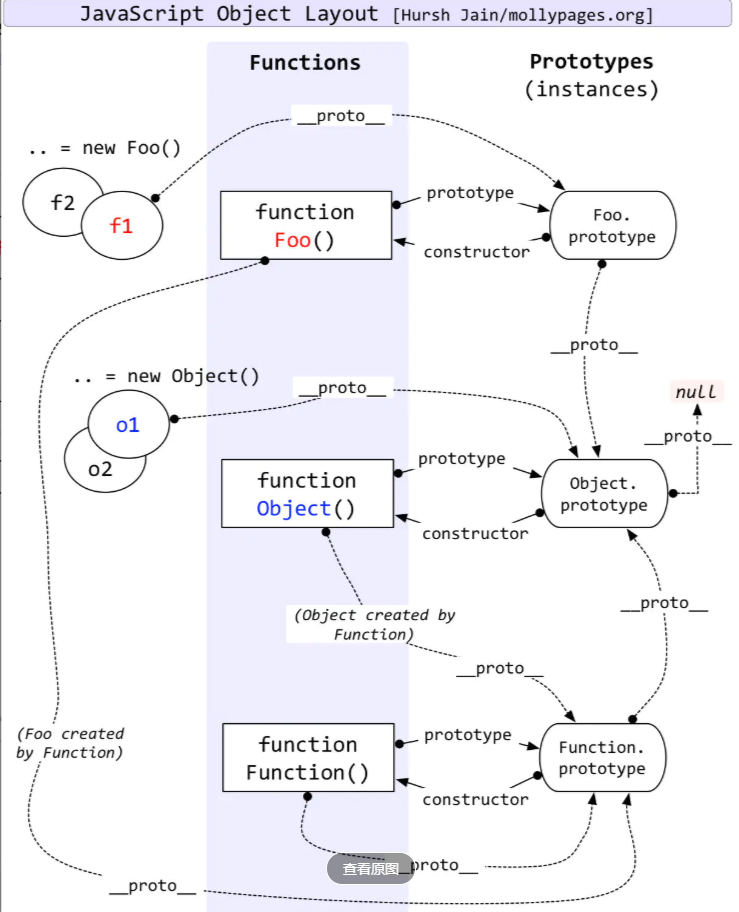 JavaScript Object Layout [Hursh Jain/mollypages.org]
Functions
Prototypes
(instances)
__proto__
.. = new Foo()
f2
f1
function
Foo()
prototype
constructor
Foo.
prototype
__proto__
.. = new Object()
o1
o2
__proto__
null
__proto__
function
Object()
prototype
constructor
Object.
prototype
(Object created by
Function)
__proto__
__proto__
(Foo created
by Function)
function
Function()
prototype
constructor
Function.
prototype
查看原图
__proto__
__proto__